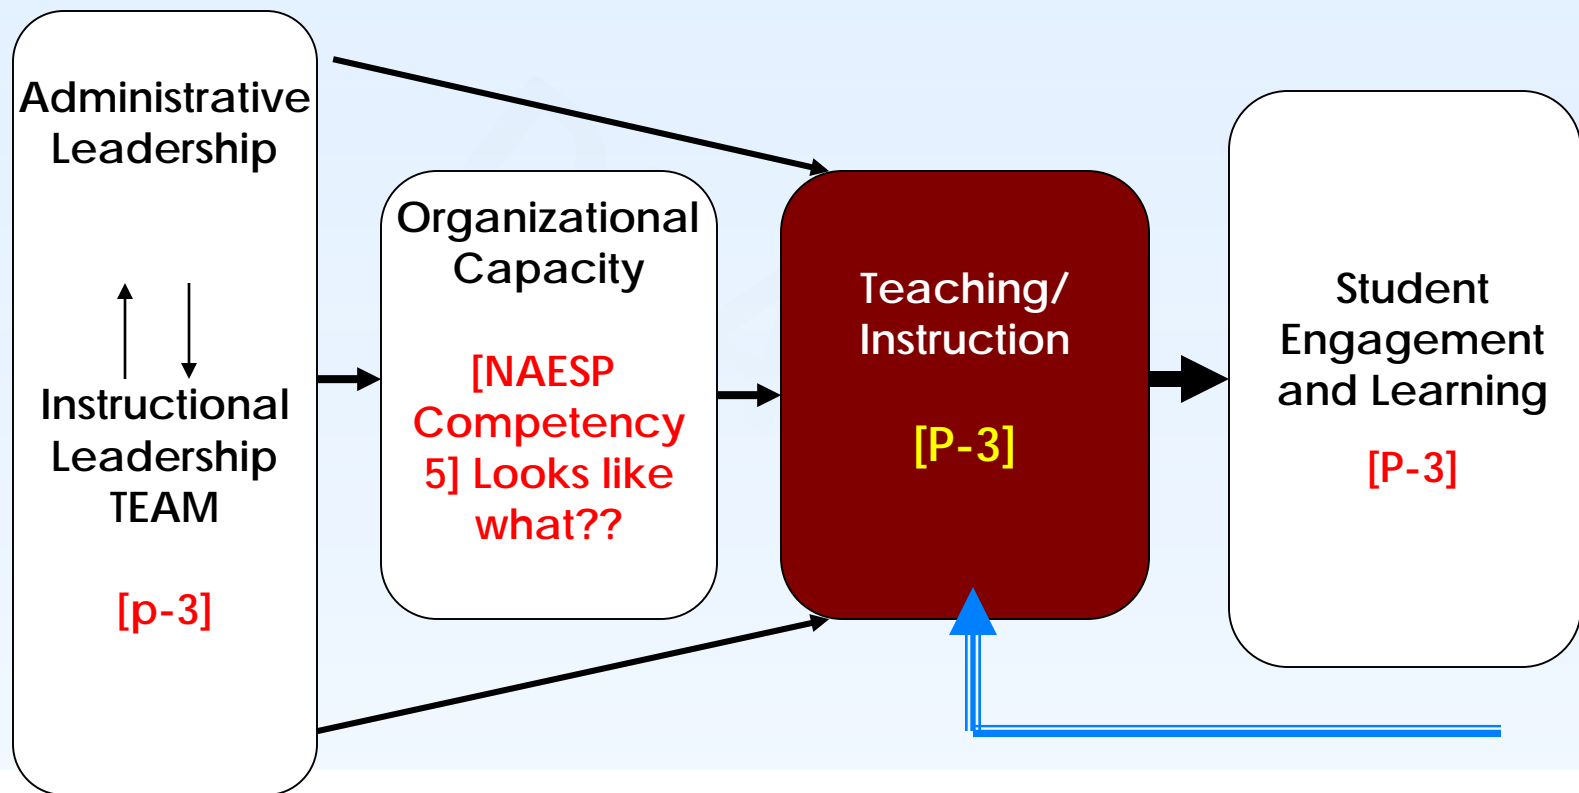 Administrative
Leadership
Instructional
Leadership
TEAM
[p-3]
Organizational
Capacity
[NAESP
Competency
5] Looks like
what??
Teaching/
Instruction
[P-3]
Student
Engagement
and Learning
[P-3]